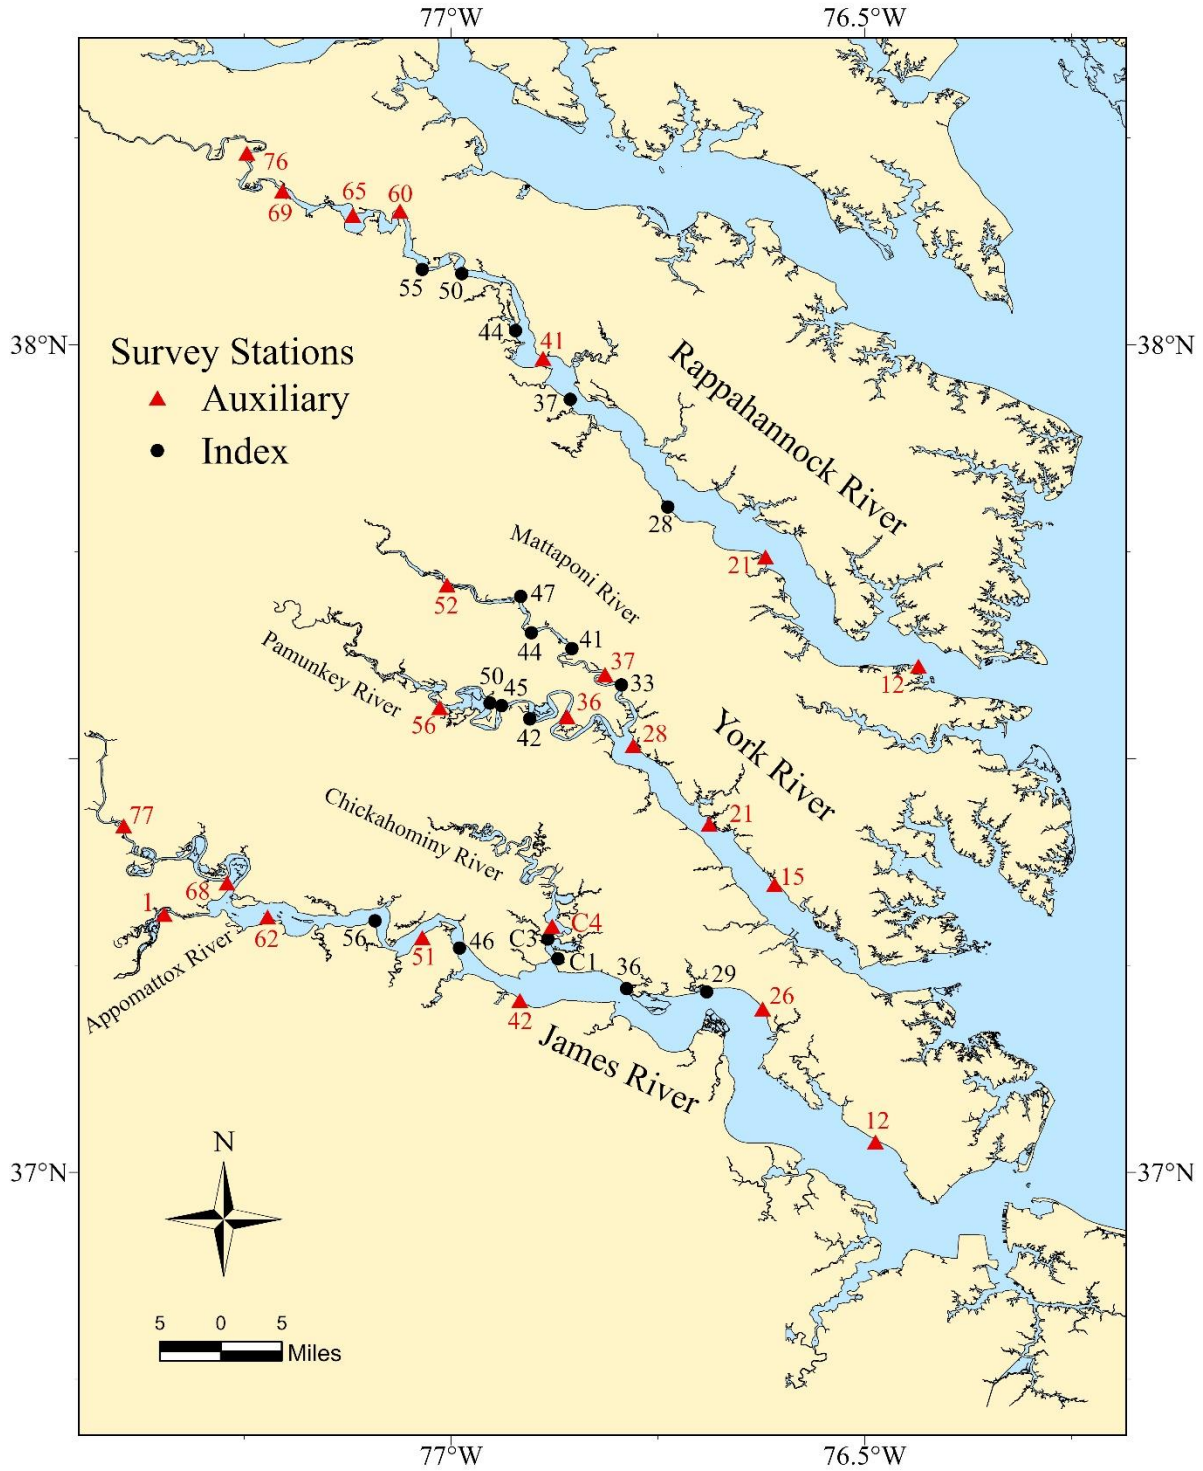 77°W 76.5°W
76
69
65
60
55
50
44
41
38°N 38°N
Survey Stations
Auxiliary
Index
37
Rappahannock River
28
21
12
Mattaponi River
52
47
44
41
37
33
Pamunkey River
50
45
56
42
36
28
York River
21
15
Chickahominy River
77
68
1
62
56
51
46
C4
C3
C1
36
29
26
42
Appomattox River
James River
12
37°N 37°N
N
5 0 5
Miles
77°W 76.5°W